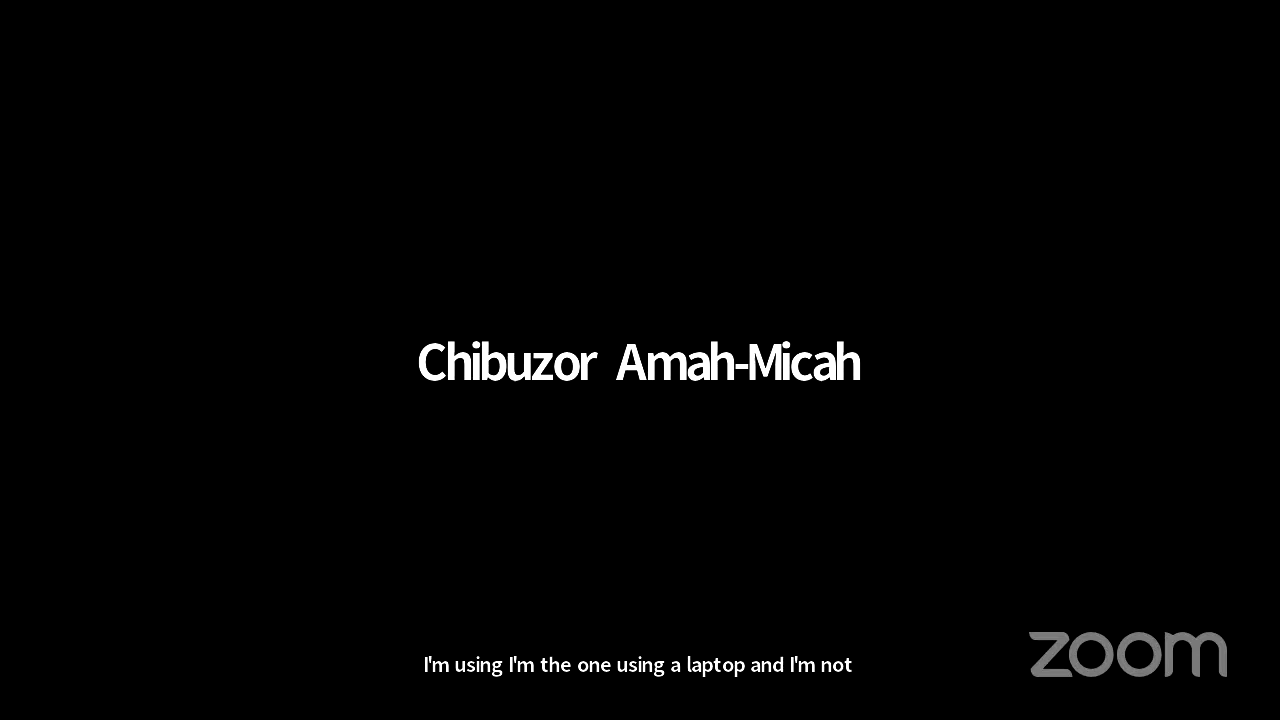 Chibuzor Amah-Micah
I'm using I'm the one using a laptop and I'm not
zoom